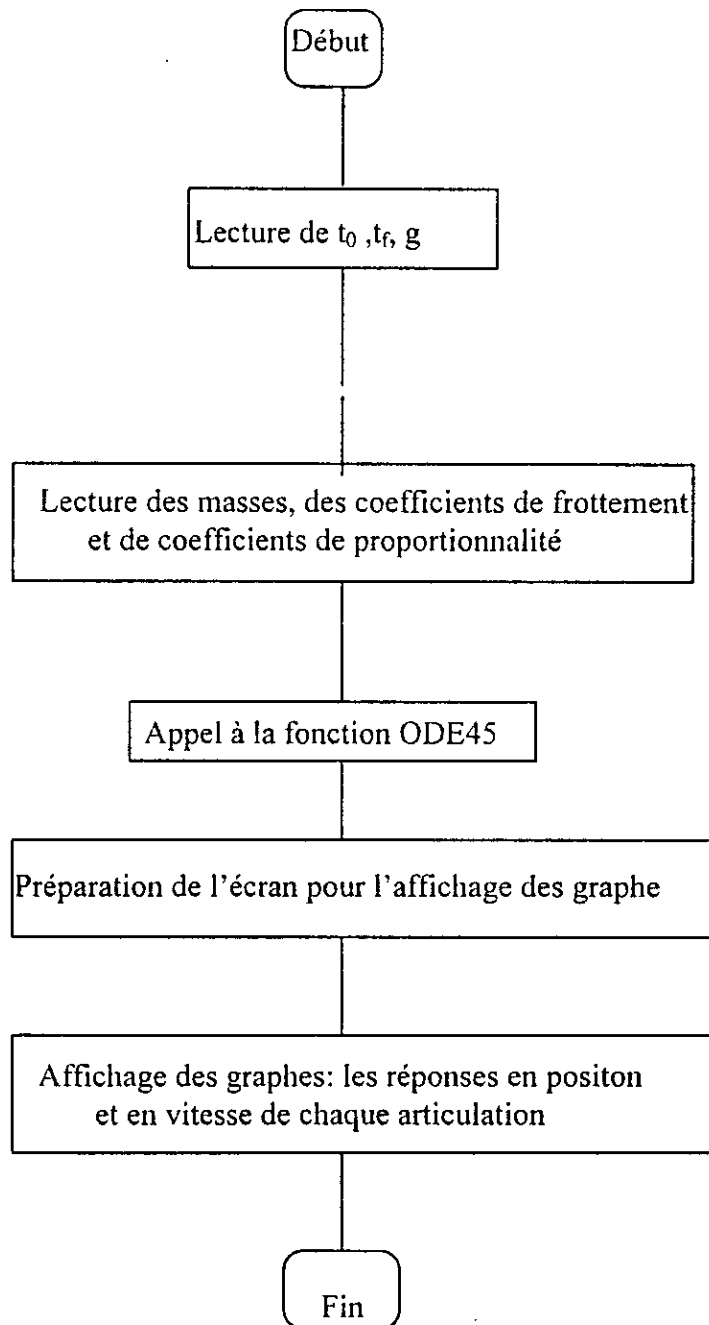 Début
Lecture de t₀ ,t_f, g
Lecture des masses, des coefficients de frottement
et de coefficients de proportionnalité
Appel à la fonction ODE45
Préparation de l'écran pour l'affichage des graphe
Affichage des graphes: les réponses en positon
et en vitesse de chaque articulation
Fin